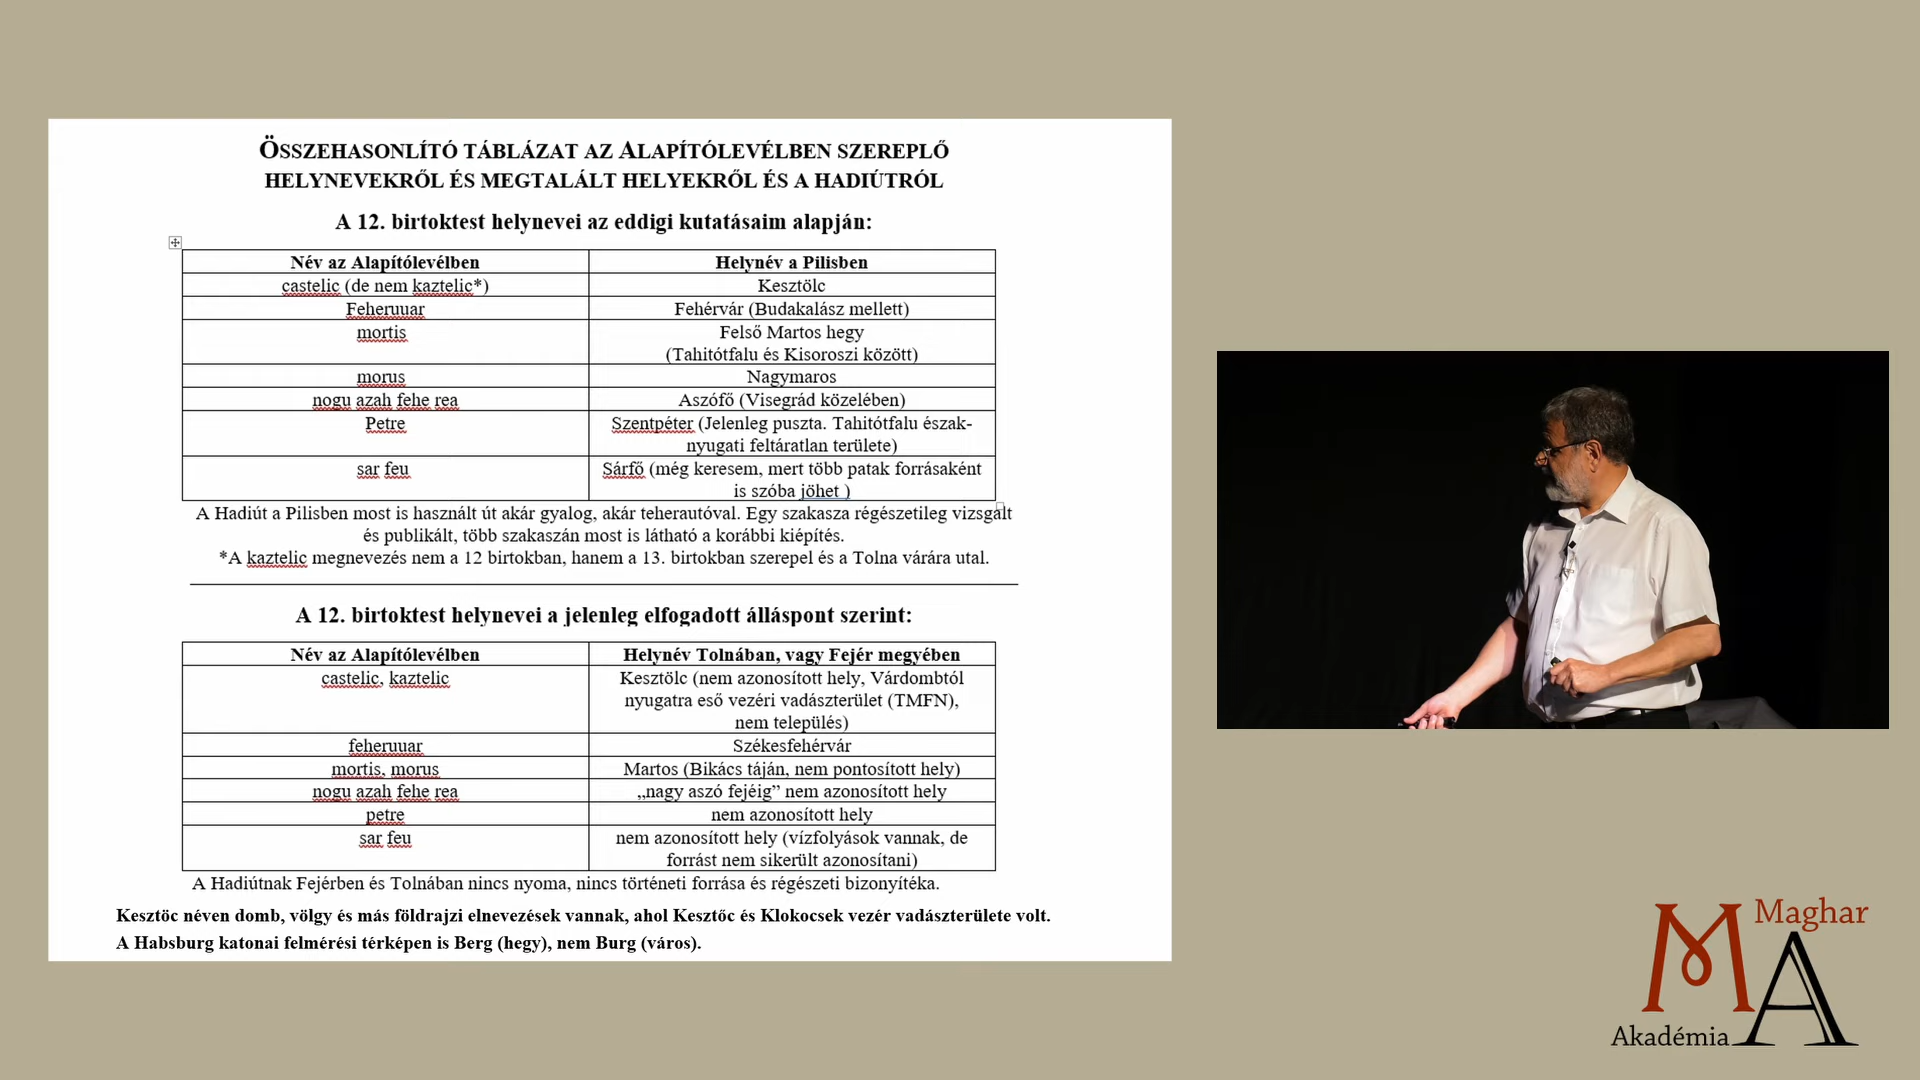 ÖSSZEHASONLÍTÓ TÁBLÁZAT AZ ALAPÍTÓLEVÉLBEN SZEREPLŐ
HELYNEVEKRŐL ÉS MEGTALÁLT HELYEKRŐL ÉS A HADIÚTRÓL
A 12. birtoktest helynevei az eddigi kutatásaim alapján:
Név az Alapítólevélben Helynév a Pilisben
castelic (de nem kaztelic*) Kesztölc
Feheruuar Fehérvár (Budakalász mellett)
mortis Felső Martos hegy
(Tahitótfalu és Kisoroszi között)
morus Nagymaros
nogu azah fehe rea Aszófő (Visegrád közelében)
Petre Szentpéter (Jelenleg puszta. Tahitótfalu észak-
nyugati feltáratlan területe)
sar feu Sárfő (még keresem, mert több patak forrásaként
is szóba jöhet )
A Hadiút a Pilisben most is használt út akár gyalog, akár teherautóval. Egy szakasza régészetileg vizsgált
és publikált, több szakaszán most is látható a korábbi kiépítés.
*A kaztelic megnevezés nem a 12 birtokban, hanem a 13. birtokban szerepel és a Tolna várára utal.
A 12. birtoktest helynevei a jelenleg elfogadott álláspont szerint:
Név az Alapítólevélben Helynév Tolnában, vagy Fejér megyében
castelic, kaztelic Kesztölc (nem azonosított hely, Várdombtól
nyugatra eső vezéri vadászterület (TMFN),
nem település)
feheruuar Székesfehérvár
mortis, morus Martos (Bikács táján, nem pontosított hely)
nogu azah fehe rea „nagy aszó fejéig” nem azonosított hely
petre nem azonosított hely
sar feu nem azonosított hely (vízfolyások vannak, de
forrást nem sikerült azonosítani)
A Hadiútnak Fejérben és Tolnában nincs nyoma, nincs történeti forrása és régészeti bizonyítéka.
Kesztöc néven domb, völgy és más földrajzi elnevezések vannak, ahol Kesztőc és Klokocsek vezér vadászterülete volt.
A Habsburg katonai felmérési térképen is Berg (hegy), nem Burg (város).
Maghar
MA
Akadémia